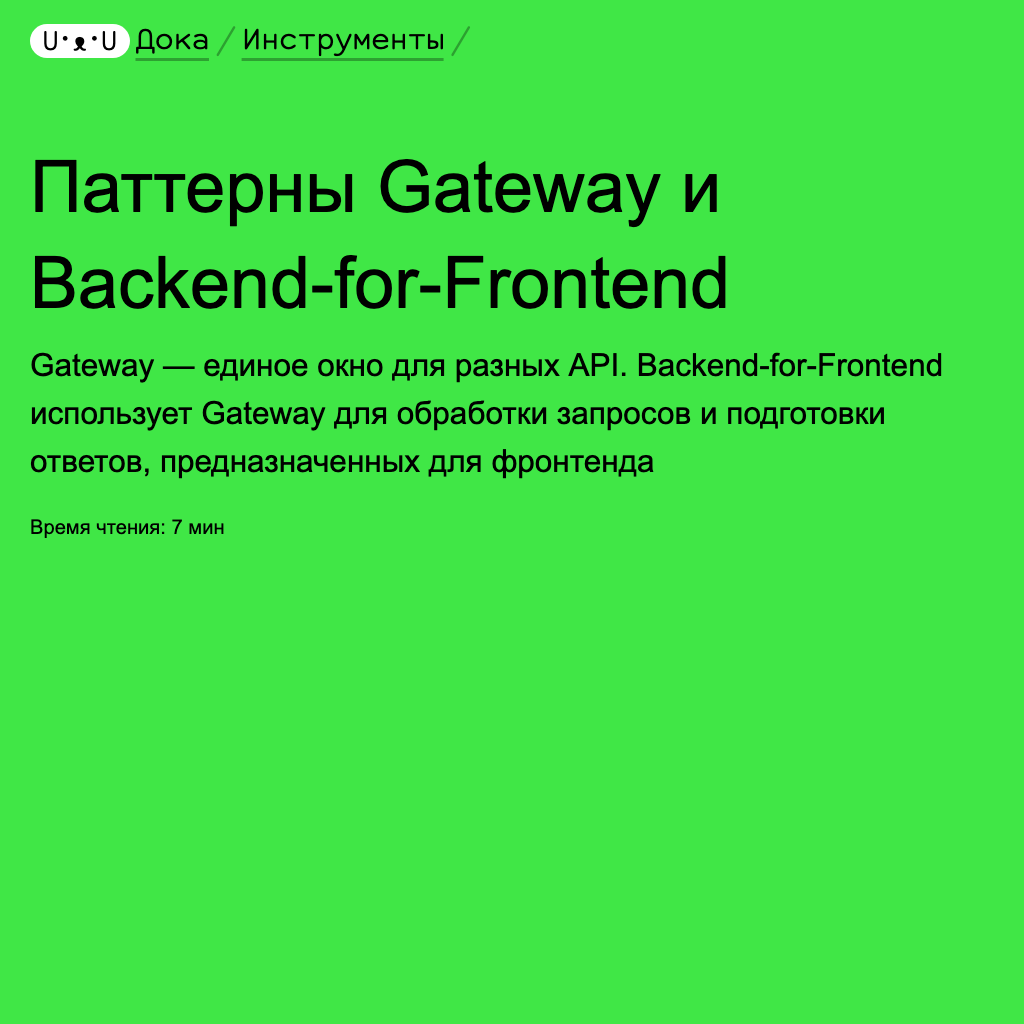 U•ᴥ•U Дока / Инструменты /
Паттерны Gateway и
Backend-for-Frontend
Gateway — единое окно для разных API. Backend-for-Frontend
использует Gateway для обработки запросов и подготовки
ответов, предназначенных для фронтенда
Время чтения: 7 мин